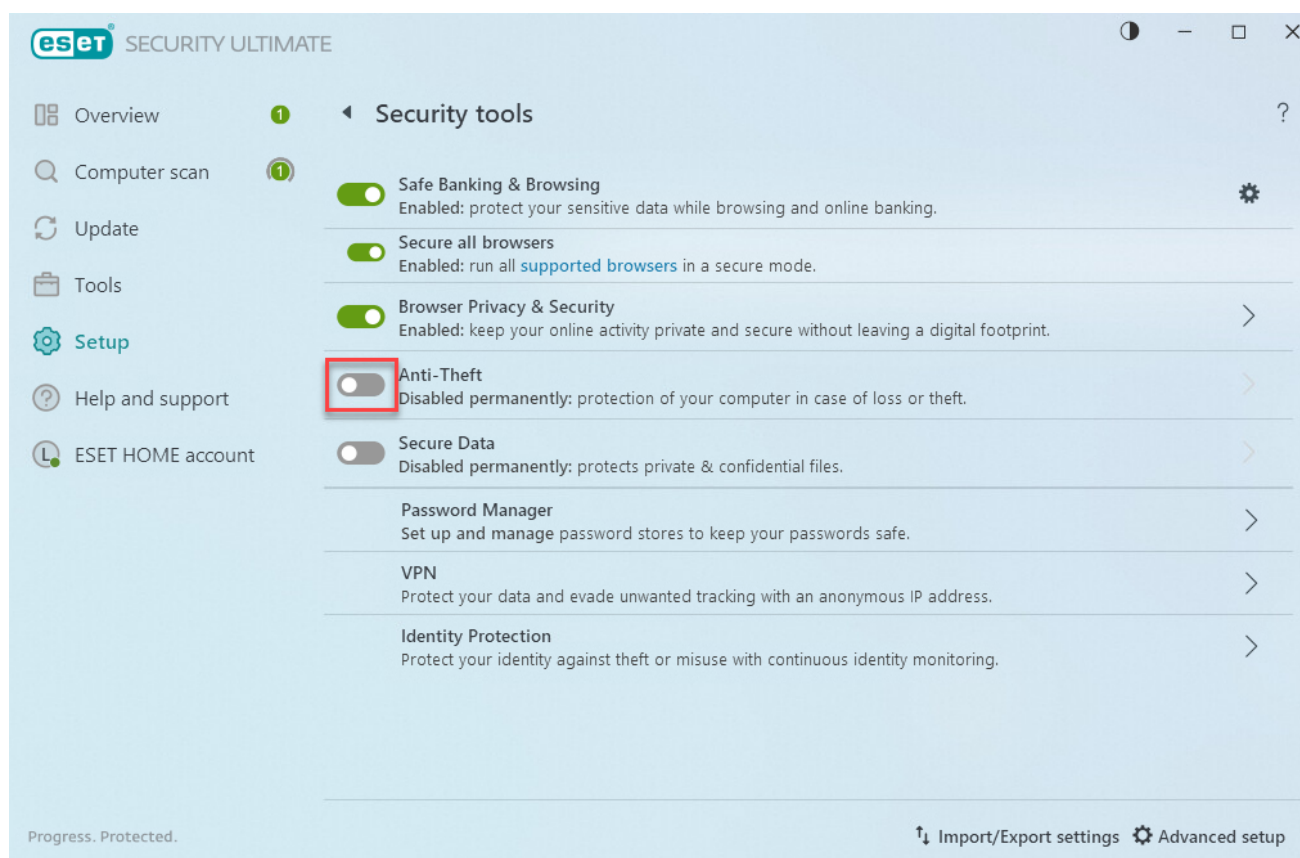 eset SECURITY ULTIMATE
Overview 1
Computer scan 1
Update
Tools
Setup
Help and support
L ESET HOME account
Security tools ?
Safe Banking & Browsing
Enabled: protect your sensitive data while browsing and online banking.
Secure all browsers
Enabled: run all supported browsers in a secure mode.
Browser Privacy & Security
Enabled: keep your online activity private and secure without leaving a digital footprint.
Anti-Theft
Disabled permanently: protection of your computer in case of loss or theft.
Secure Data
Disabled permanently: protects private & confidential files.
Password Manager
Set up and manage password stores to keep your passwords safe.
VPN
Protect your data and evade unwanted tracking with an anonymous IP address.
Identity Protection
Protect your identity against theft or misuse with continuous identity monitoring.
Progress. Protected.
Import/Export settings Advanced setup